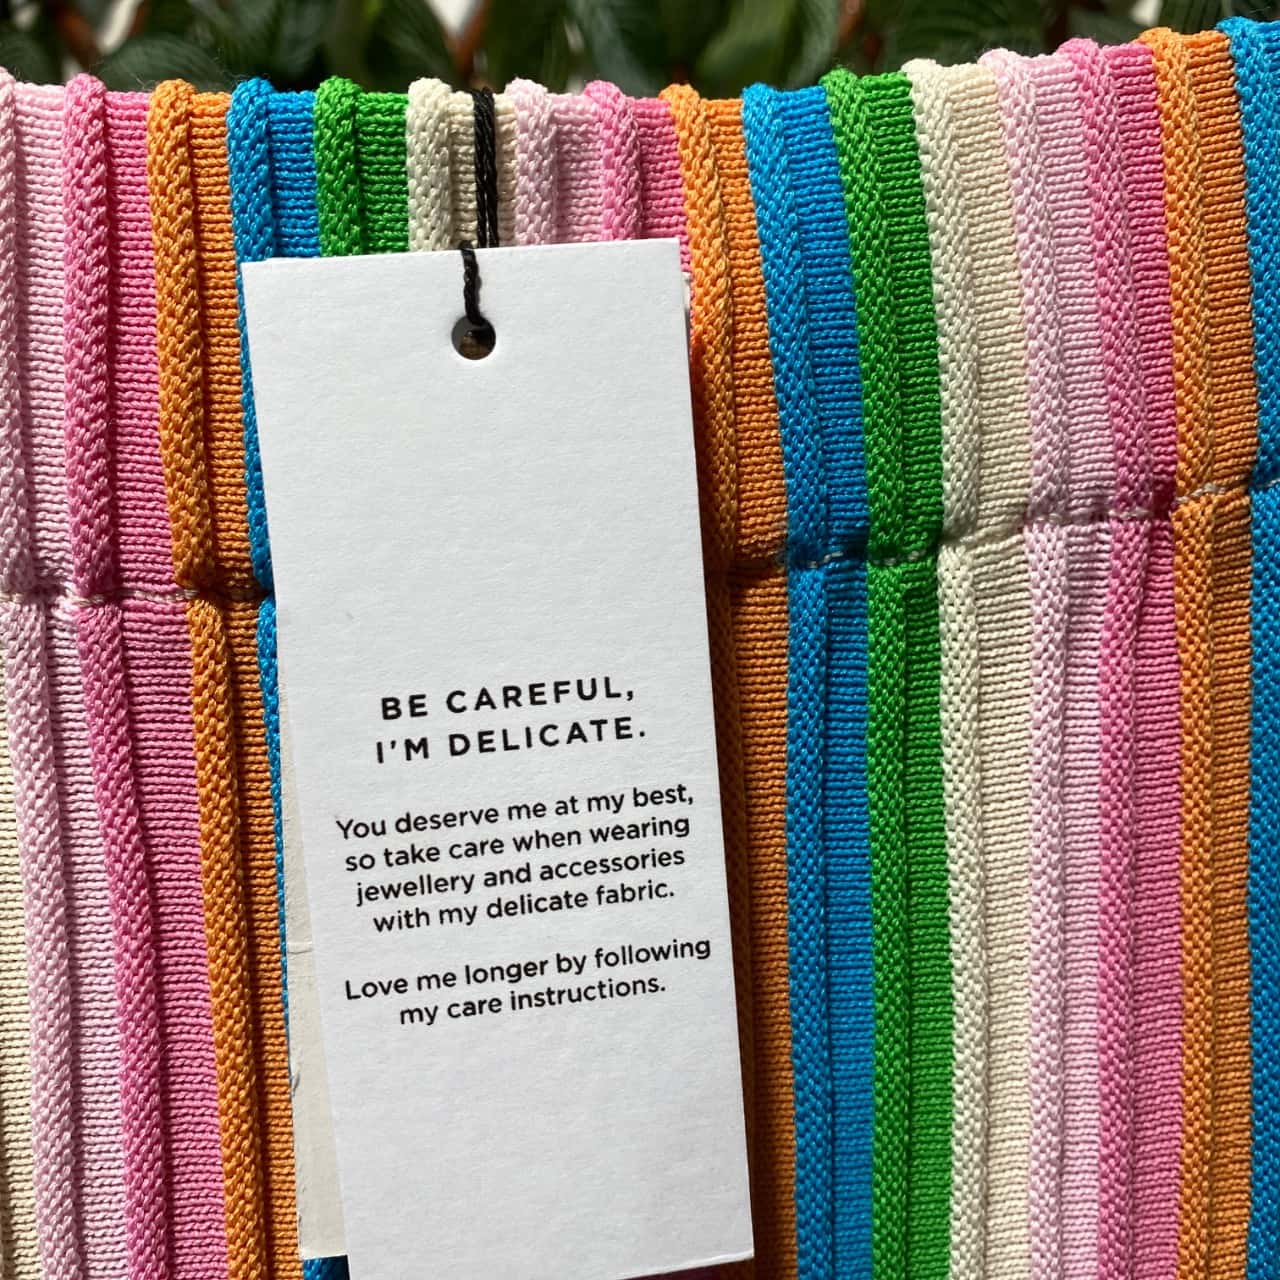 BE CAREFUL,
I'M DELICATE.
You deserve me at my best,
so take care when wearing
jewellery and accessories
with my delicate fabric.
Love me longer by following
my care instructions.